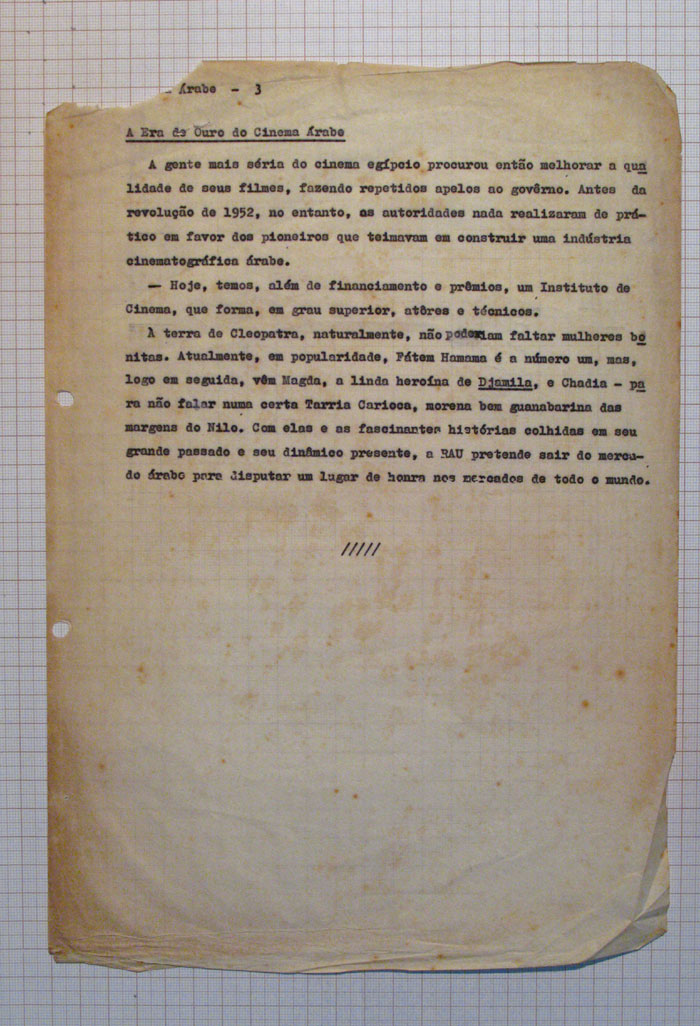 Árabe - 3
A Era de Ouro do Cinema Árabe
A gente mais séria do cinema egípcio procurou então melhorar a qua
lidade de seus filmes, fazendo repetidos apelos ao govêrno. Antes da
revolução de 1952, no entanto, as autoridades nada realizaram de prá-
tico em favor dos pioneiros que teimavam em construir uma indústria
cinematográfica árabe.
— Hoje, temos, além de financiamento e prêmios, um Instituto de
Cinema, que forma, em grau superior, atôres e técnicos.
À terra de Cleopatra, naturalmente, não poderiam faltar mulheres bo
nitas. Atualmente, em popularidade, Fátem Hamama é a número um, mas,
logo em seguida, vêm Magda, a linda heroína de Djamila, e Chadia - pa
ra não falar numa certa Tarria Carioca, morena bem guanabarina das
margens do Nilo. Com elas e as fascinantes histórias colhidas em seu
grande passado e seu dinâmico presente, a RAU pretende sair do merca-
do árabe para disputar um lugar de honra nos mercados de todo o mundo.
/////